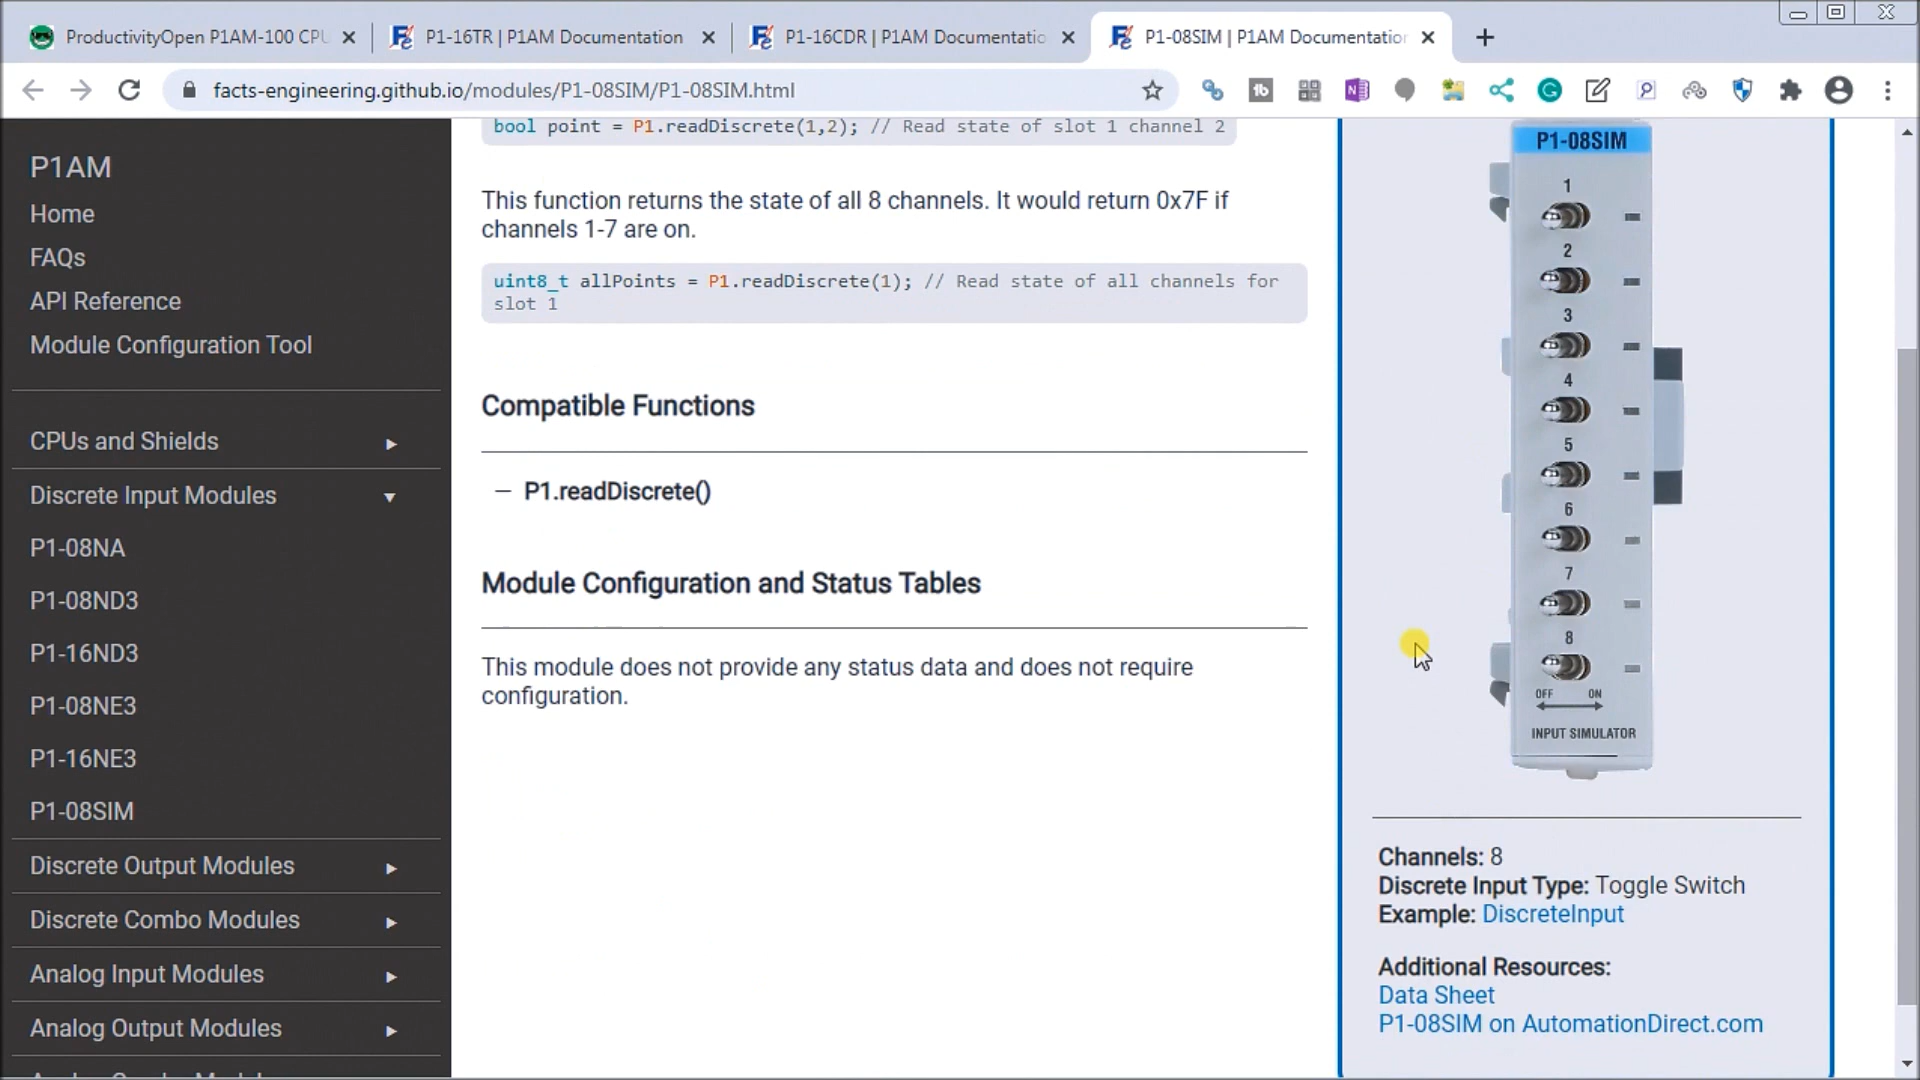 ProductivityOpen P1AM-100 CPU
P1-16TR | P1AM Documentation
P1-16CDR | P1AM Documentatio
P1-08SIM | P1AM Documentation
facts-engineering.github.io/modules/P1-08SIM/P1-08SIM.html
P1AM
Home
FAQs
API Reference
Module Configuration Tool
CPUs and Shields
Discrete Input Modules
P1-08NA
P1-08ND3
P1-16ND3
P1-08NE3
P1-16NE3
P1-08SIM
Discrete Output Modules
Discrete Combo Modules
Analog Input Modules
Analog Output Modules
bool point = P1.readDiscrete(1,2); // Read state of slot 1 channel 2
This function returns the state of all 8 channels. It would return 0x7F if
channels 1-7 are on.
uint8_t allPoints = P1.readDiscrete(1); // Read state of all channels for
slot 1
Compatible Functions
— P1.readDiscrete()
Module Configuration and Status Tables
This module does not provide any status data and does not require
configuration.
P1-08SIM
1
2
3
4
5
6
7
8
OFF ON
INPUT SIMULATOR
Channels: 8
Discrete Input Type: Toggle Switch
Example: DiscreteInput
Additional Resources:
Data Sheet
P1-08SIM on AutomationDirect.com